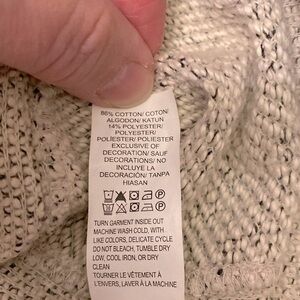 86% COTTON/ COTON/
ALGODON/ KATUN
14% POLYESTER/
POLYESTER/
POLIÉSTER/ POLIESTER
EXCLUSIVE OF
DECORATION/ SAUF
DECORATIONS/ NO
INCLUYE LA
DECORACIÓN/ TANPA
HIASAN
TURN GARMENT INSIDE OUT
MACHINE WASH COLD, WITH
LIKE COLORS, DELICATE CYCLE
DO NOT BLEACH, TUMBLE DRY
LOW, COOL IRON, OR DRY
CLEAN
TOURNER LE VÊTEMENT À
L'ENVERS, LAVER À LA MACHINE